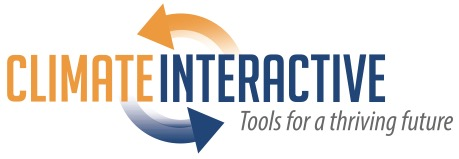 CLIMATEINTERACTIVE
Tools for a thriving future